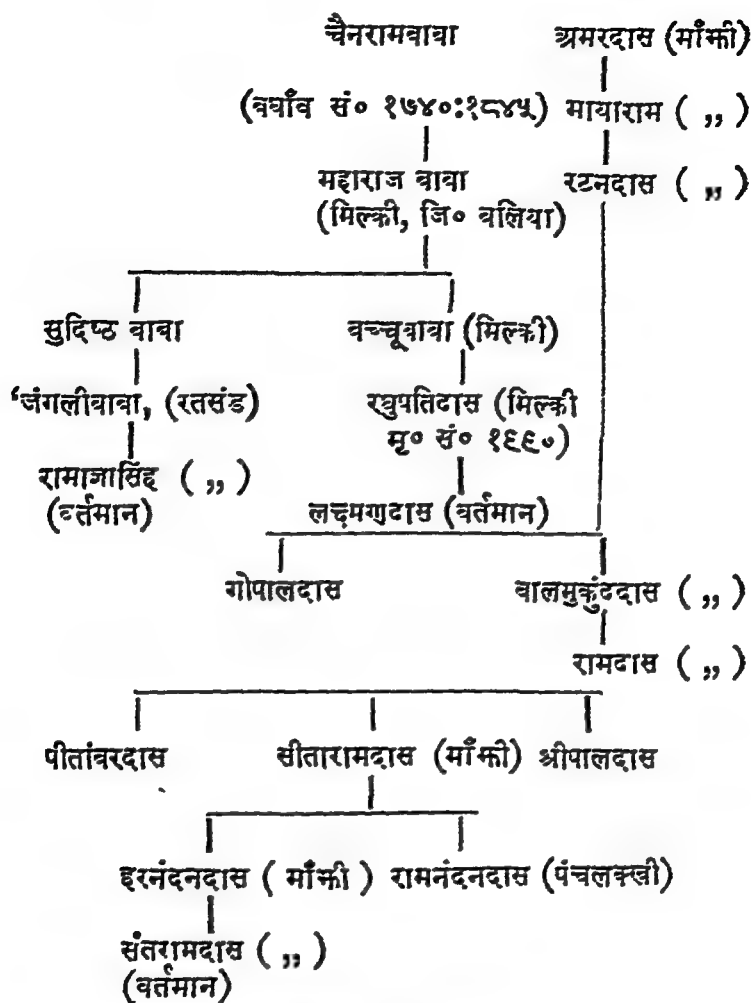 चैनरामबाबा अमरदास (माँझी)
(बघाँव सं० १७४०:१८४५) मायाराम ( ,, )
महाराज बाबा रटनदास ( ,, )
(मिल्की, जि० बलिया)
सुदिष्ठ बाबा बच्चूबाबा (मिल्की)
'जंगलीबाबा, (रतसंड) रघुपतिदास (मिल्की
मृ० सं० १९९०)
रामाज्ञासिंह ( ,, )
(वर्तमान) लक्ष्मणदास (वर्तमान)
गोपालदास बालमुकुंददास ( ,, )
रामदास ( ,, )
पीतांबरदास सीतारामदास (माँझी) श्रीपालदास
हरनंदनदास ( माँझी ) रामनंदनदास (पंचलक्खी)
संतरामदास ( ,, )
(वर्तमान)